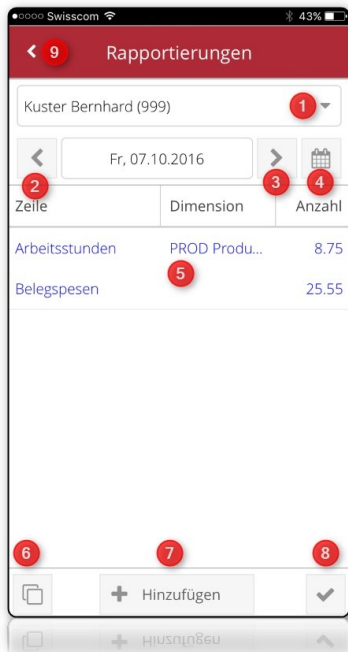 Swisscom 43%
9 Rapportierungen
Kuster Bernhard (999) 1
Fr, 07.10.2016
2 3 4
Zeile Dimension Anzahl
Arbeitsstunden PROD Produ... 8.75
5
Belegspesen 25.55
6 7 8
Hinzufügen